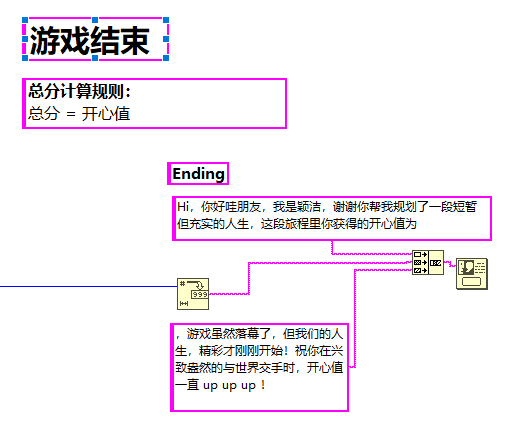 游戏结束
总分计算规则：
总分 = 开心值
Ending
Hi，你好哇朋友，我是颖洁，谢谢你帮我规划了一段短暂
但充实的人生，这段旅程里你获得的开心值为
#
999
，游戏虽然落幕了，但我们的人
生，精彩才刚刚开始！祝你在兴
致盎然的与世界交手时，开心值
一直 up up up ！